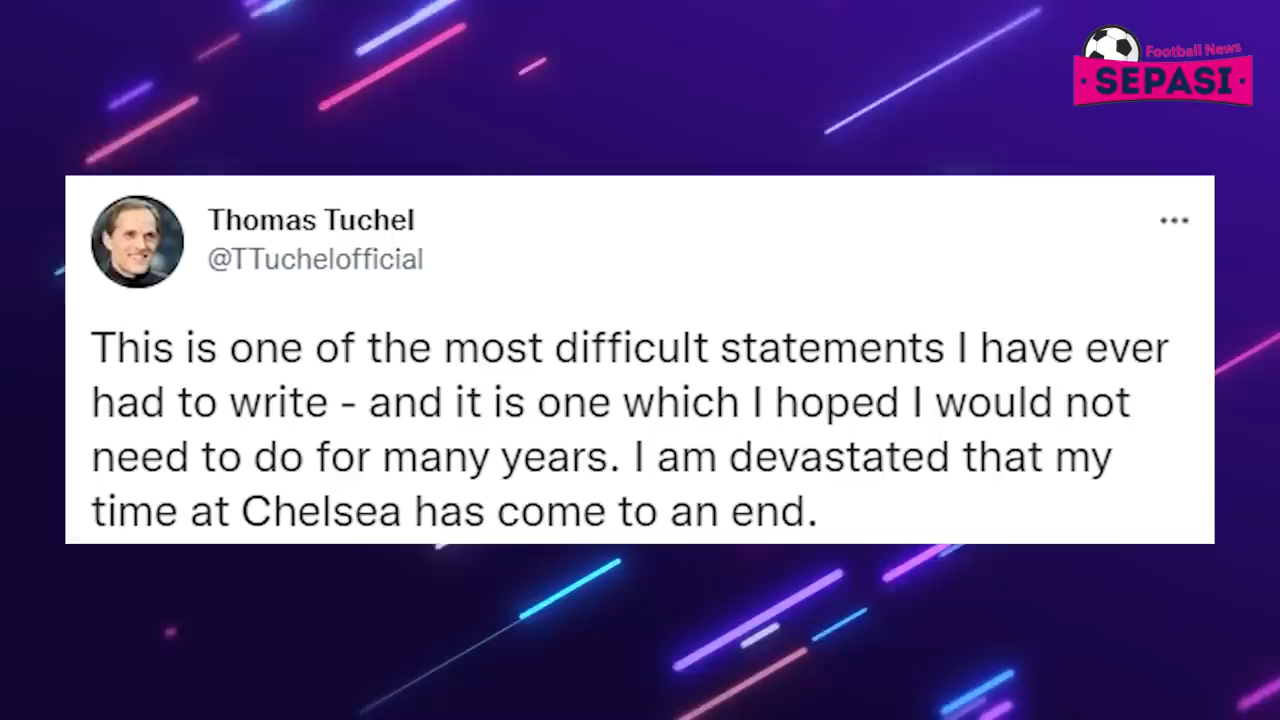 Football News
SEPASI
Thomas Tuchel
@TTuchelofficial
This is one of the most difficult statements I have ever
had to write - and it is one which I hoped I would not
need to do for many years. I am devastated that my
time at Chelsea has come to an end.